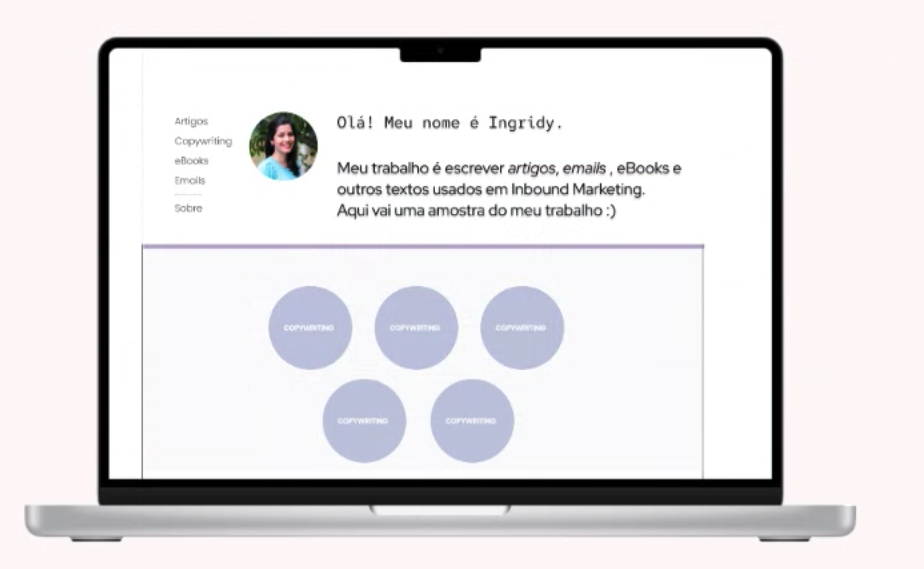 Artigos
Copywriting
eBooks
Emails
Sobre
Olá! Meu nome é Ingridy.
Meu trabalho é escrever artigos, emails , eBooks e
outros textos usados em Inbound Marketing.
Aqui vai uma amostra do meu trabalho :)
COPYWRITING
COPYWRITING
COPYWRITING
COPYWRITING
COPYWRITING